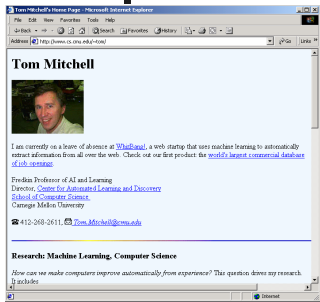 Tom Mitchell's Home Page - Microsoft Internet Explorer
File Edit View Favorites Tools Help
Back Search Favorites History
Address http://www.cs.cmu.edu/~tom/ Go Links »
Tom Mitchell
I am currently on a leave of absence at WhizBang!, a web startup that uses machine learning to automatically
extract information from all over the web. Check out our first product: the world's largest commercial database
of job openings.
Fredkin Professor of AI and Learning
Director, Center for Automated Learning and Discovery
School of Computer Science
Carnegie Mellon University
412-268-2611, Tom.Mitchell@cmu.edu
Research: Machine Learning, Computer Science
How can we make computers improve automatically from experience? This question drives my research.
It includes
Internet